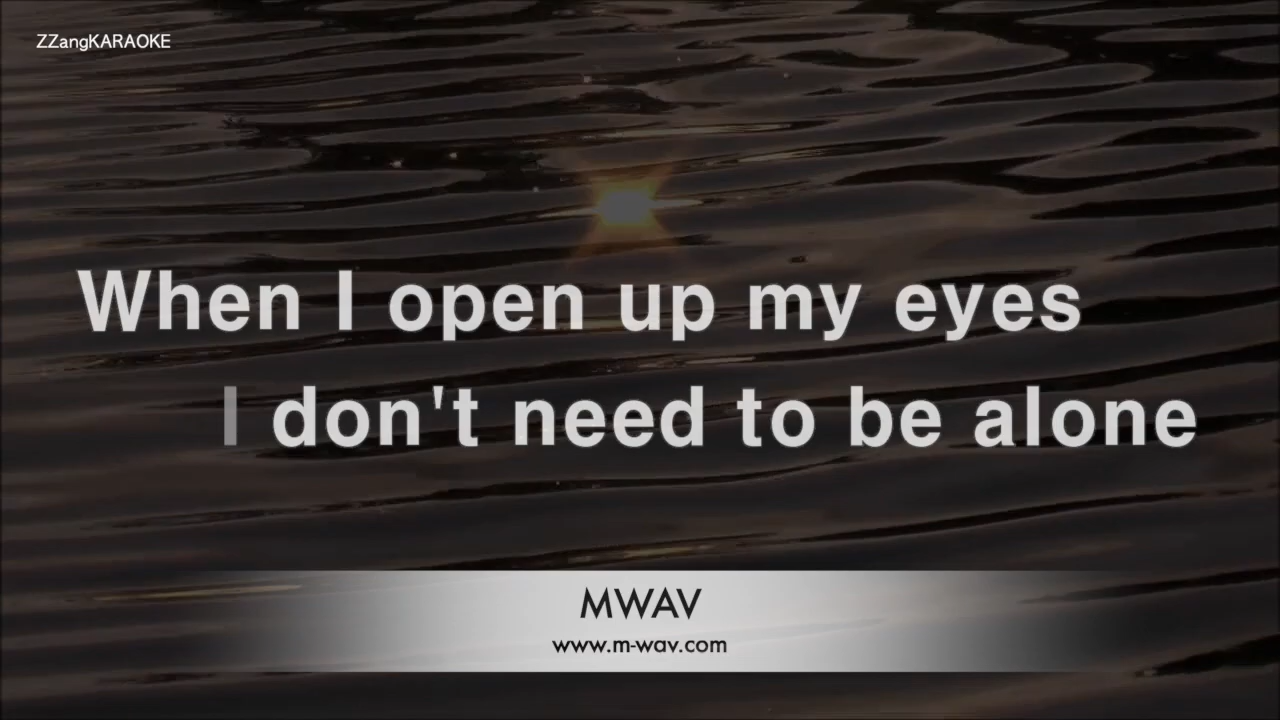 ZZangKARAOKE
When I open up my eyes
I don't need to be alone
MWAV
www.m-wav.com